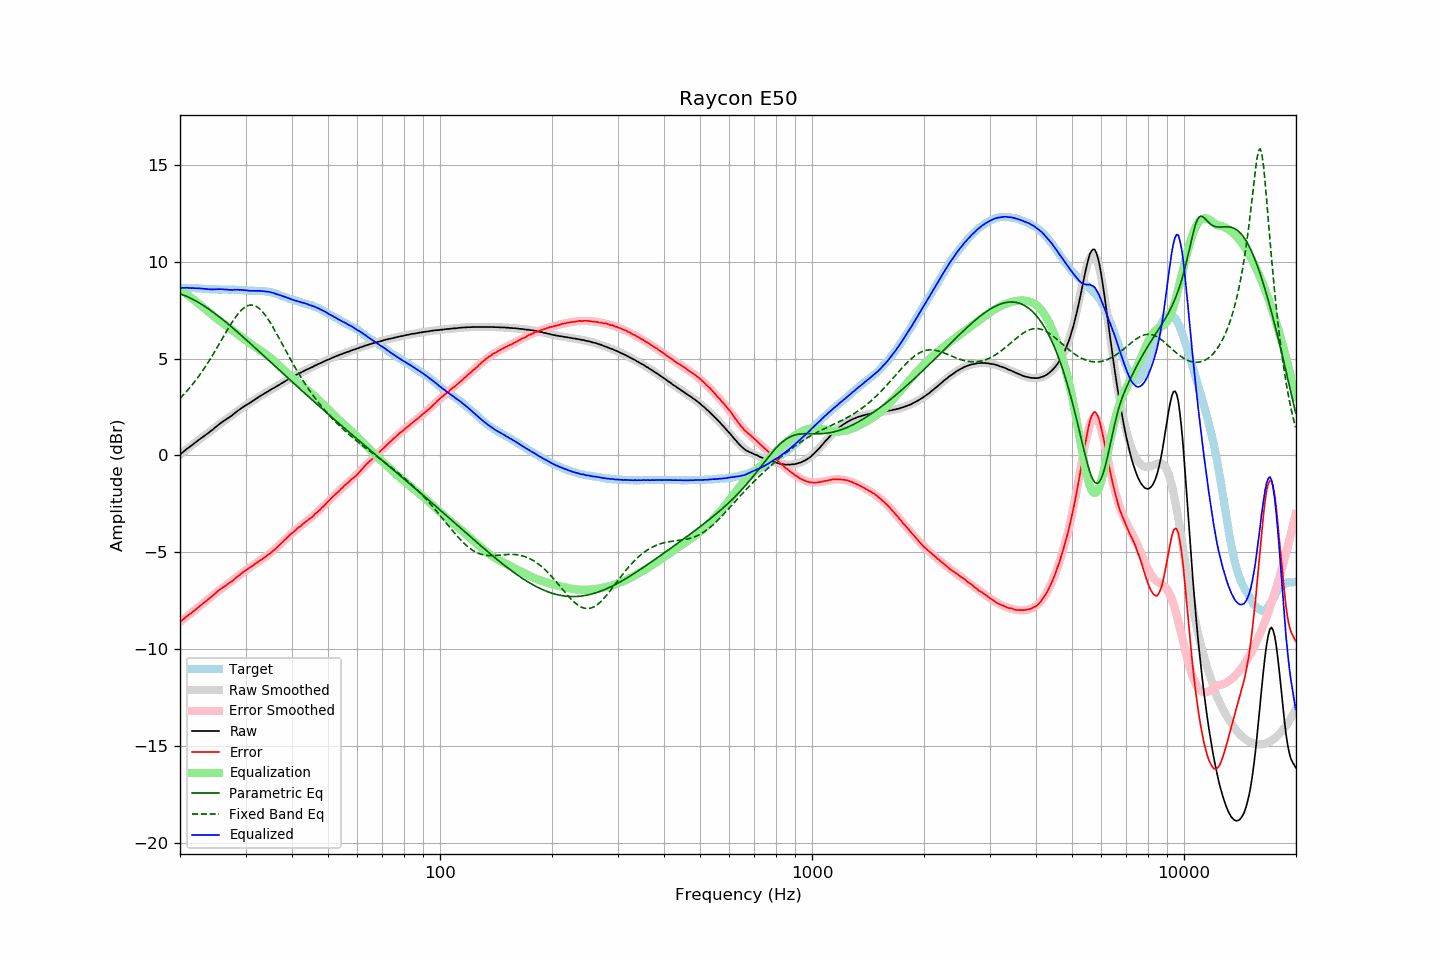 Raycon E50
15
10
5
0
−5
−10
−15
−20
Amplitude (dBr)
100
1000
10000
Frequency (Hz)
Target
Raw Smoothed
Error Smoothed
Raw
Error
Equalization
Parametric Eq
Fixed Band Eq
Equalized